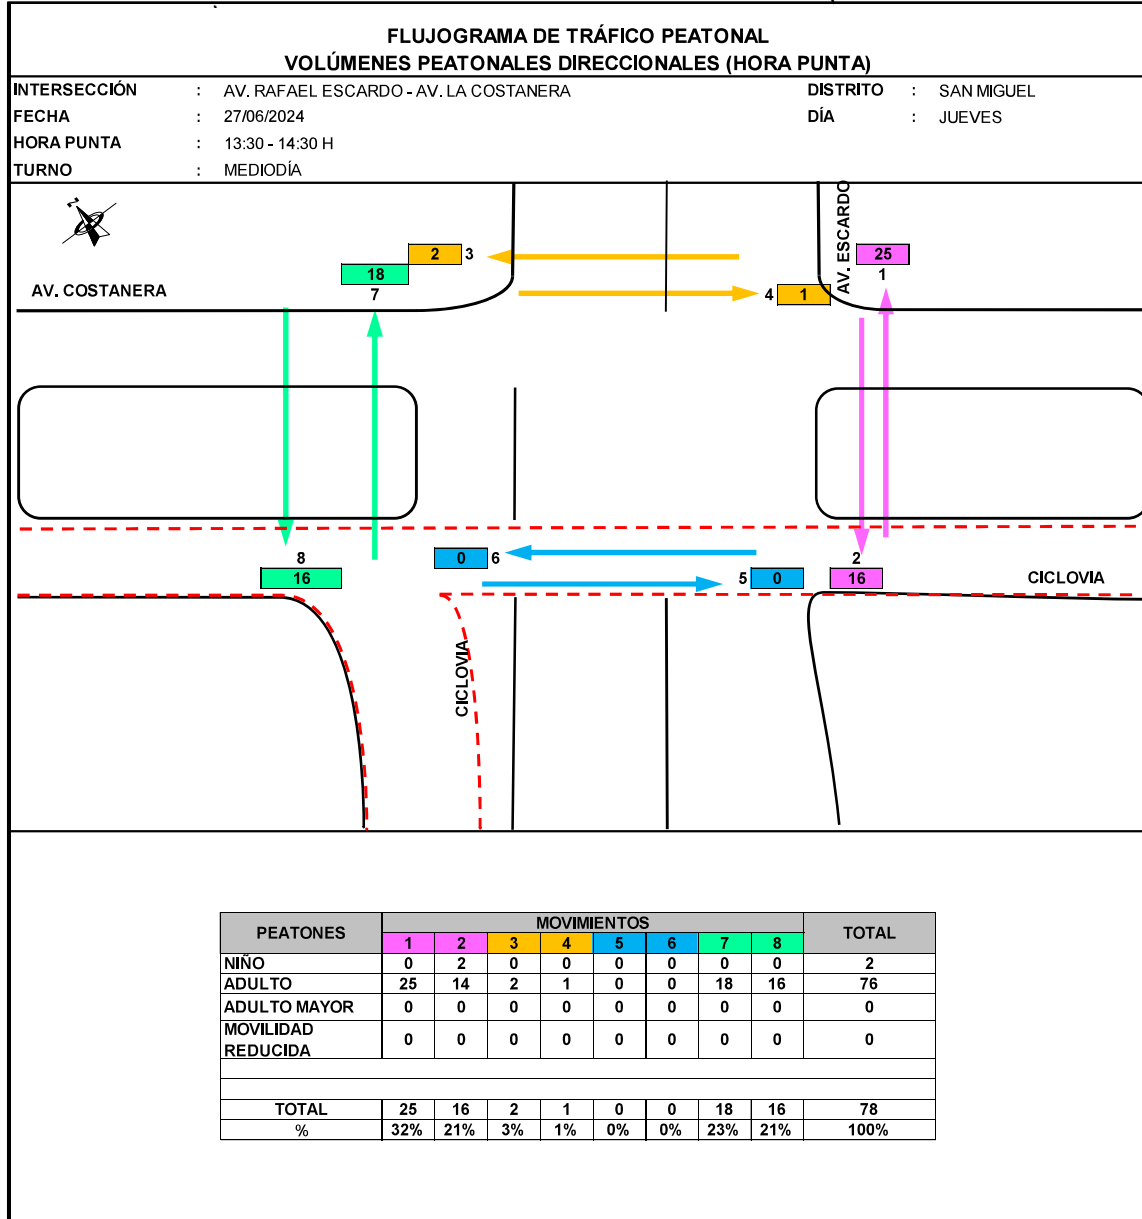 FLUJOGRAMA DE TRÁFICO PEATONAL
VOLÚMENES PEATONALES DIRECCIONALES (HORA PUNTA)
INTERSECCIÓN : AV. RAFAEL ESCARDO - AV. LA COSTANERA DISTRITO : SAN MIGUEL
FECHA : 27/06/2024 DÍA : JUEVES
HORA PUNTA : 13:30 - 14:30 H
TURNO : MEDIODÍA
Z
AV. ESCARDO
2 3
25
18
1
7
AV. COSTANERA
4 1
8
0 6
2
16
5 0
16
CICLOVIA
CICLOVIA
PEATONES MOVIMIENTOS TOTAL
1 2 3 4 5 6 7 8
NIÑO 0 2 0 0 0 0 0 0 2
ADULTO 25 14 2 1 0 0 18 16 76
ADULTO MAYOR 0 0 0 0 0 0 0 0 0
MOVILIDAD
REDUCIDA 0 0 0 0 0 0 0 0 0
TOTAL 25 16 2 1 0 0 18 16 78
% 32% 21% 3% 1% 0% 0% 23% 21% 100%